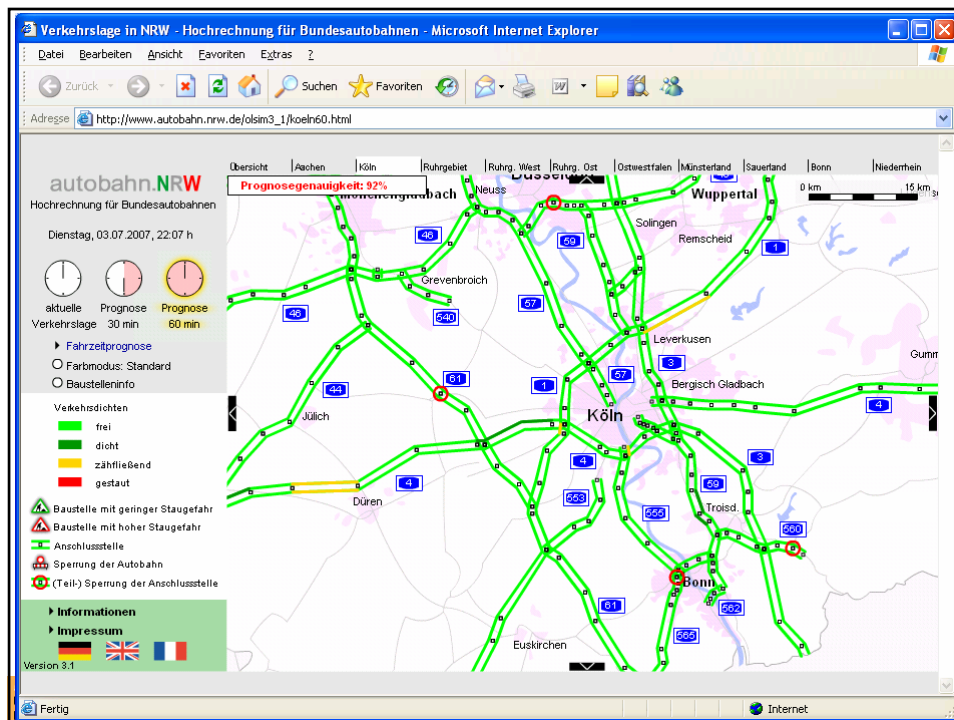 Verkehrslage in NRW - Hochrechnung für Bundesautobahnen - Microsoft Internet Explorer
Datei Bearbeiten Ansicht Favoriten Extras ?
Zurück Suchen Favoriten W
Adresse http://www.autobahn.nrw.de/olsim3_1/koeln60.html
Übersicht Aachen Köln Ruhrgebiet Ruhrg. West Ruhrg. Ost Ostwestfalen Münsterland Sauerland Bonn Niederrhein
autobahn.NRW
Hochrechnung für Bundesautobahnen
Dienstag, 03.07.2007, 22:07 h
aktuelle Verkehrslage
Prognose 30 min
Prognose 60 min
Fahrzeitprognose
Farbmodus: Standard
Baustelleninfo
Verkehrsdichten
frei
dicht
zähfließend
gestaut
Baustelle mit geringer Staugefahr
Baustelle mit hoher Staugefahr
Anschlussstelle
Sperrung der Autobahn
(Teil-) Sperrung der Anschlussstelle
Informationen
Impressum
Version 3.1
Prognosegenauigkeit: 92%
Mönchengladbach
Neuss
Wuppertal
0 km 15 km
Solingen
Remscheid
46
59
1
Grevenbroich
57
46
540
Leverkusen
Gumm
61
57
3
44
1
Bergisch Gladbach
4
Jülich
Köln
4
3
4
553
59
Düren
555
Troisd.
560
Bonn
61
562
565
Euskirchen
Fertig Internet